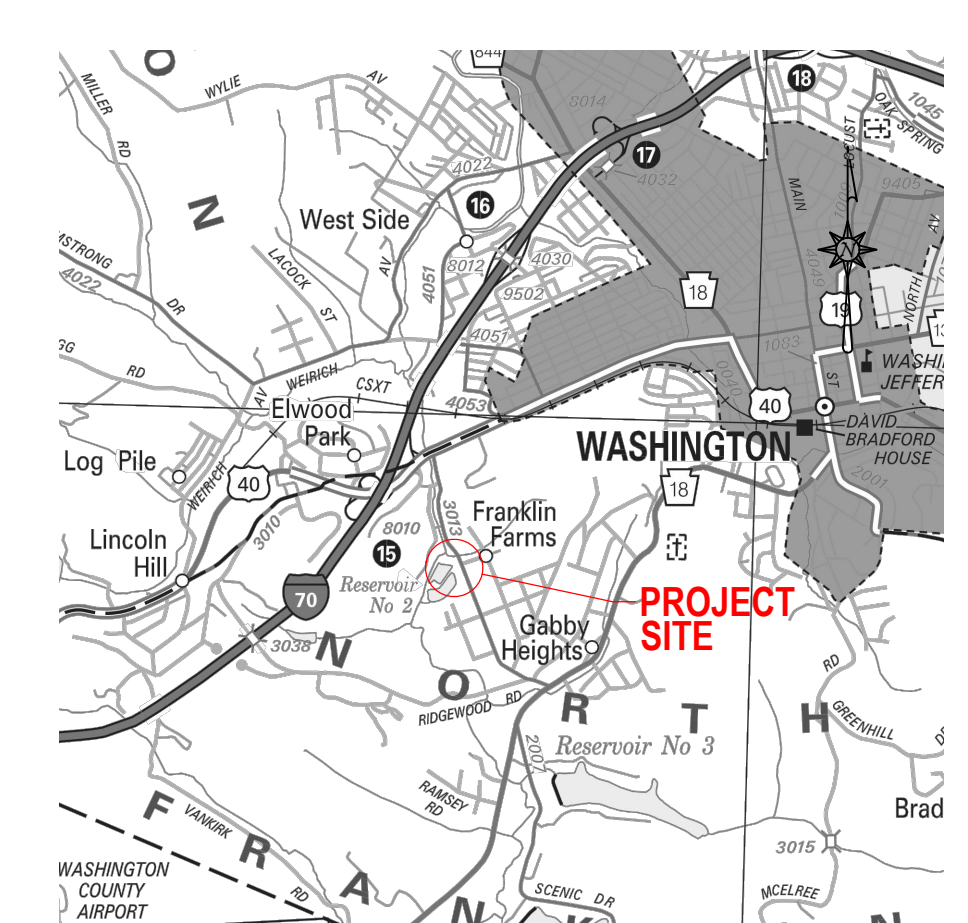 844
18
O
WYLIE
AV
MILLER
RD
8014
OAK SPRING
1045
LOCUST
17
4022
4032
MAIN
9405
N
16
West Side
AV
N
ARMSTRONG
4022
DR
LACOCK
ST
4051
8012
4030
9502
18
4049
19
NORTH
AV
4051
1083
WEIRICH
AV
CSXT
RD
4053
0040
40
ST
Elwood
Park
WASHINGTON
DAVID
BRADFORD
HOUSE
Log Pile
WEIRICH
40
18
2001
3010
3013
8010
Franklin
Farms
Lincoln
Hill
15
Reservoir
No 2
70
PROJECT
SITE
Gabby
Heights
3038
N
O
R
T
H
RIDGEWOOD RD
RD
GREENHILL
2007
Reservoir No 3
RAMSEY
RD
Brad
F
VANKIRK
R
3015
WASHINGTON
COUNTY
AIRPORT
RD
A
N
SCENIC DR
MCELREE